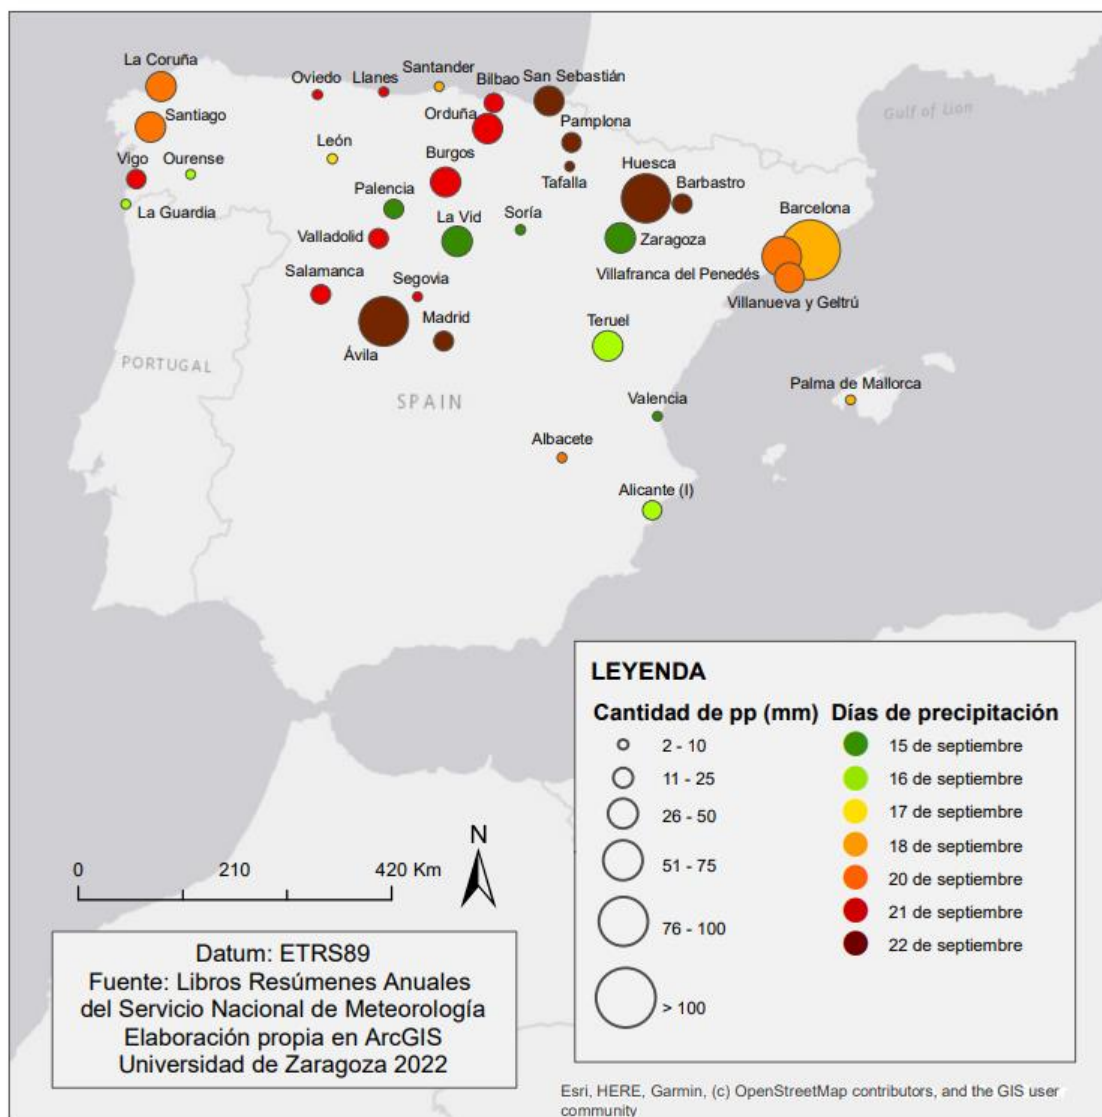 La Coruña
Santiago
Vigo
Ourense
La Guardia
Oviedo
Llanes
Santander
Bilbao
San Sebastián
Gulf of Lion
Orduña
Pamplona
León
Burgos
Tafalla
Huesca
Barbastro
Palencia
La Vid
Soría
Barcelona
Valladolid
Zaragoza
Villafranca del Penedés
Salamanca
Segovia
Villanueva y Geltrú
Madrid
Teruel
Ávila
PORTUGAL
SPAIN
Palma de Mallorca
Valencia
Albacete
Alicante (I)
LEYENDA
Cantidad de pp (mm)
2 - 10
11 - 25
26 - 50
51 - 75
76 - 100
> 100
Días de precipitación
15 de septiembre
16 de septiembre
17 de septiembre
18 de septiembre
20 de septiembre
21 de septiembre
22 de septiembre
N
0 210 420 Km
Datum: ETRS89
Fuente: Libros Resúmenes Anuales
del Servicio Nacional de Meteorología
Elaboración propia en ArcGIS
Universidad de Zaragoza 2022
Esri, HERE, Garmin, (c) OpenStreetMap contributors, and the GIS user
community